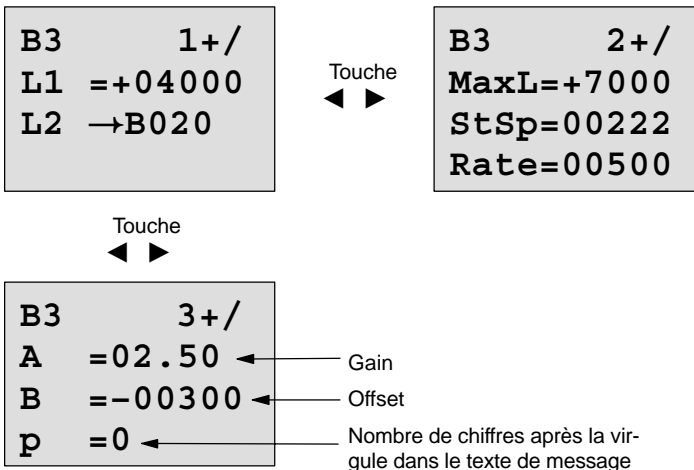 B3 1+/
L1 =+04000
L2 →B020
Touche
B3 2+/
MaxL=+7000
StSp=00222
Rate=00500
Touche
B3 3+/
A =02.50
Gain
B =–00300
Offset
p =0
Nombre de chiffres après la vir-
gule dans le texte de message